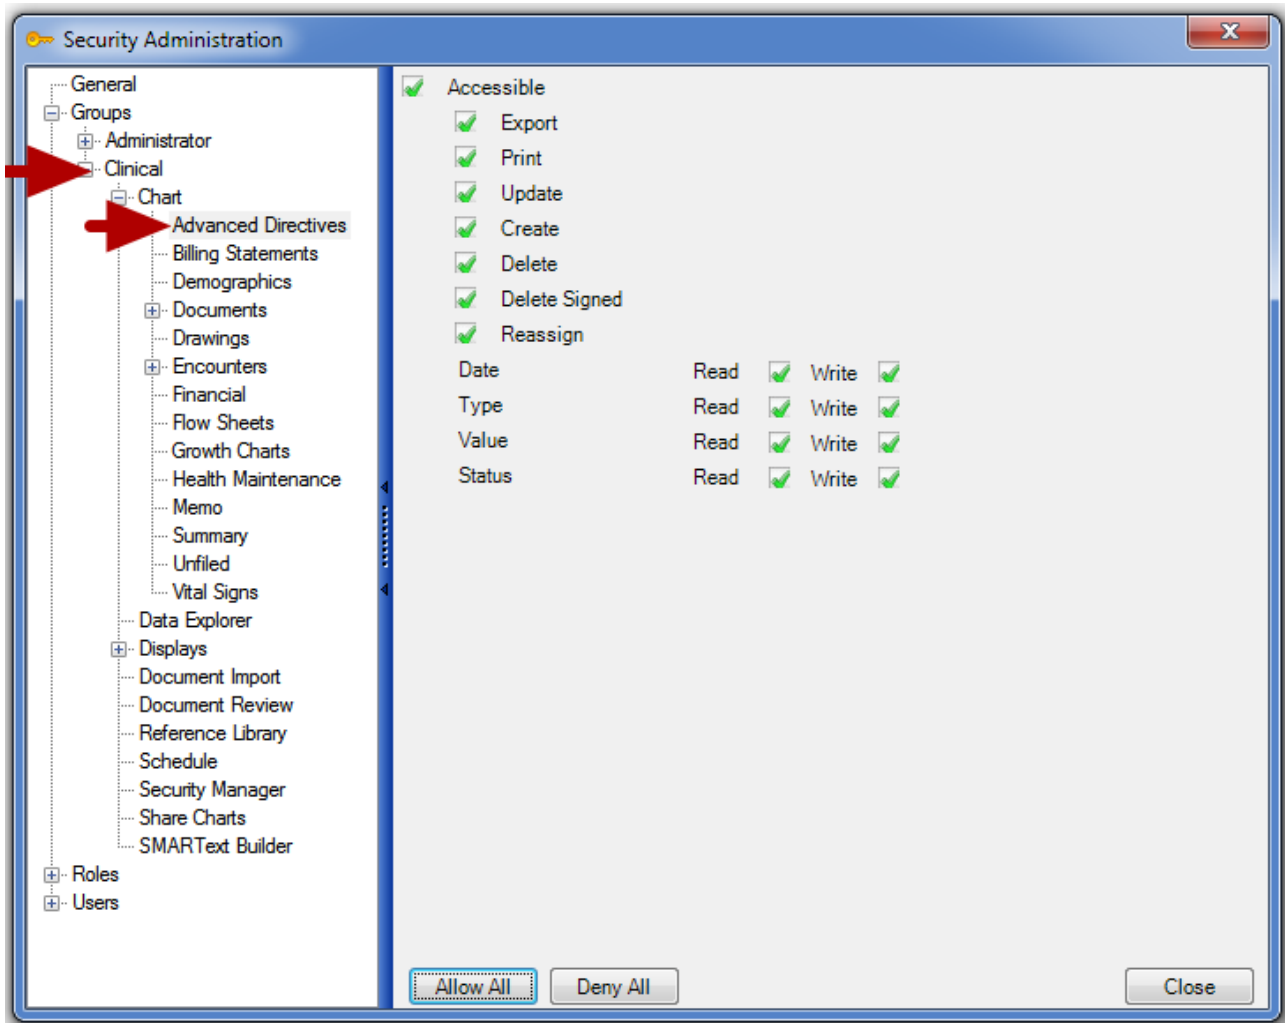 Security Administration
General
Groups
Administrator
Clinical
Chart
Advanced Directives
Billing Statements
Demographics
Documents
Drawings
Encounters
Financial
Flow Sheets
Growth Charts
Health Maintenance
Memo
Summary
Unfiled
Vital Signs
Data Explorer
Displays
Document Import
Document Review
Reference Library
Schedule
Security Manager
Share Charts
SMARText Builder
Roles
Users
Accessible
Export
Print
Update
Create
Delete
Delete Signed
Reassign
Date Read Write
Type Read Write
Value Read Write
Status Read Write
Allow All Deny All Close